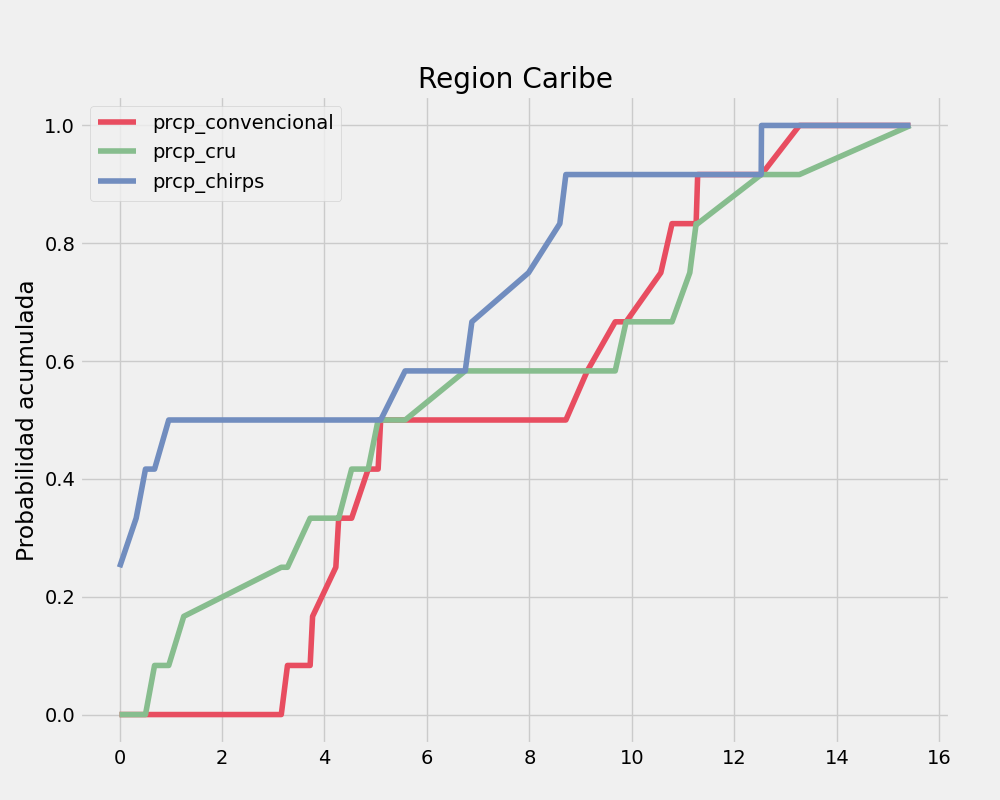 Region Caribe
prcp_convencional
prcp_cru
prcp_chirps
Probabilidad acumulada
1.0
0.8
0.6
0.4
0.2
0.0
0 2 4 6 8 10 12 14 16